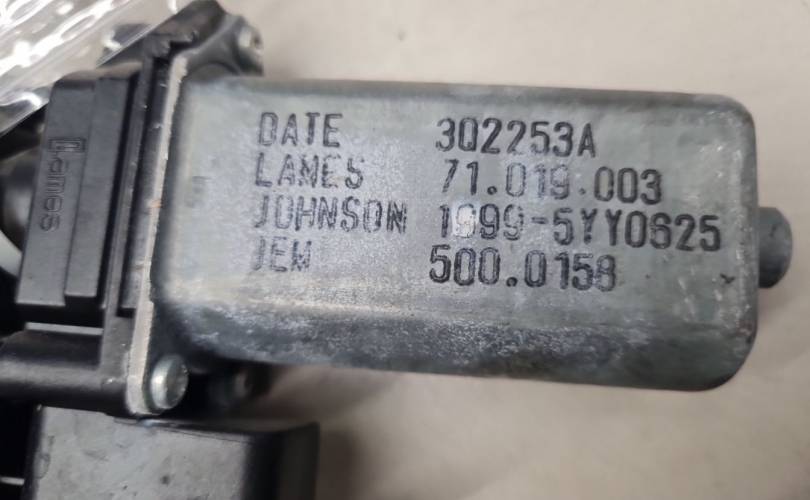 Lames
DATE 3Q2253A
LAMES 71.019.003
JOHNSON 1999-5YY0625
JEM 500.0158